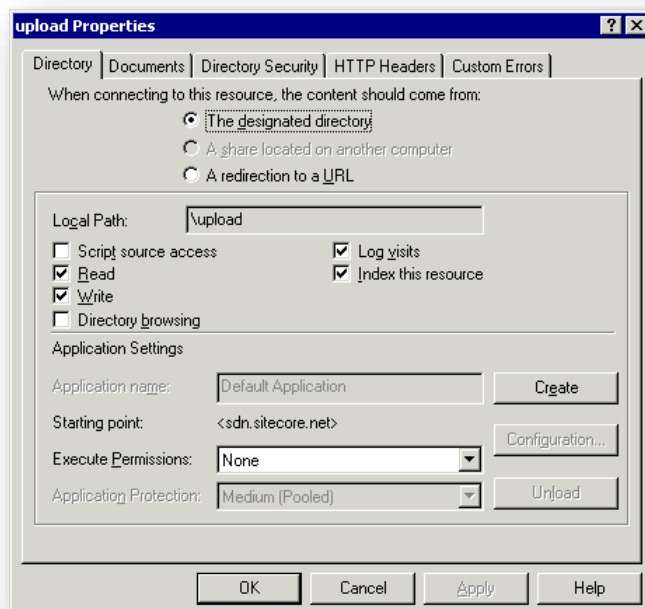 upload Properties
Directory Documents Directory Security HTTP Headers Custom Errors
When connecting to this resource, the content should come from:
The designated directory
A share located on another computer
A redirection to a URL
Local Path: \upload
Script source access Log visits
Read Index this resource
Write
Directory browsing
Application Settings
Application name: Default Application Create
Starting point: <sdn.sitecore.net> Configuration...
Execute Permissions: None
Application Protection: Medium (Pooled) Unload
OK Cancel Apply Help